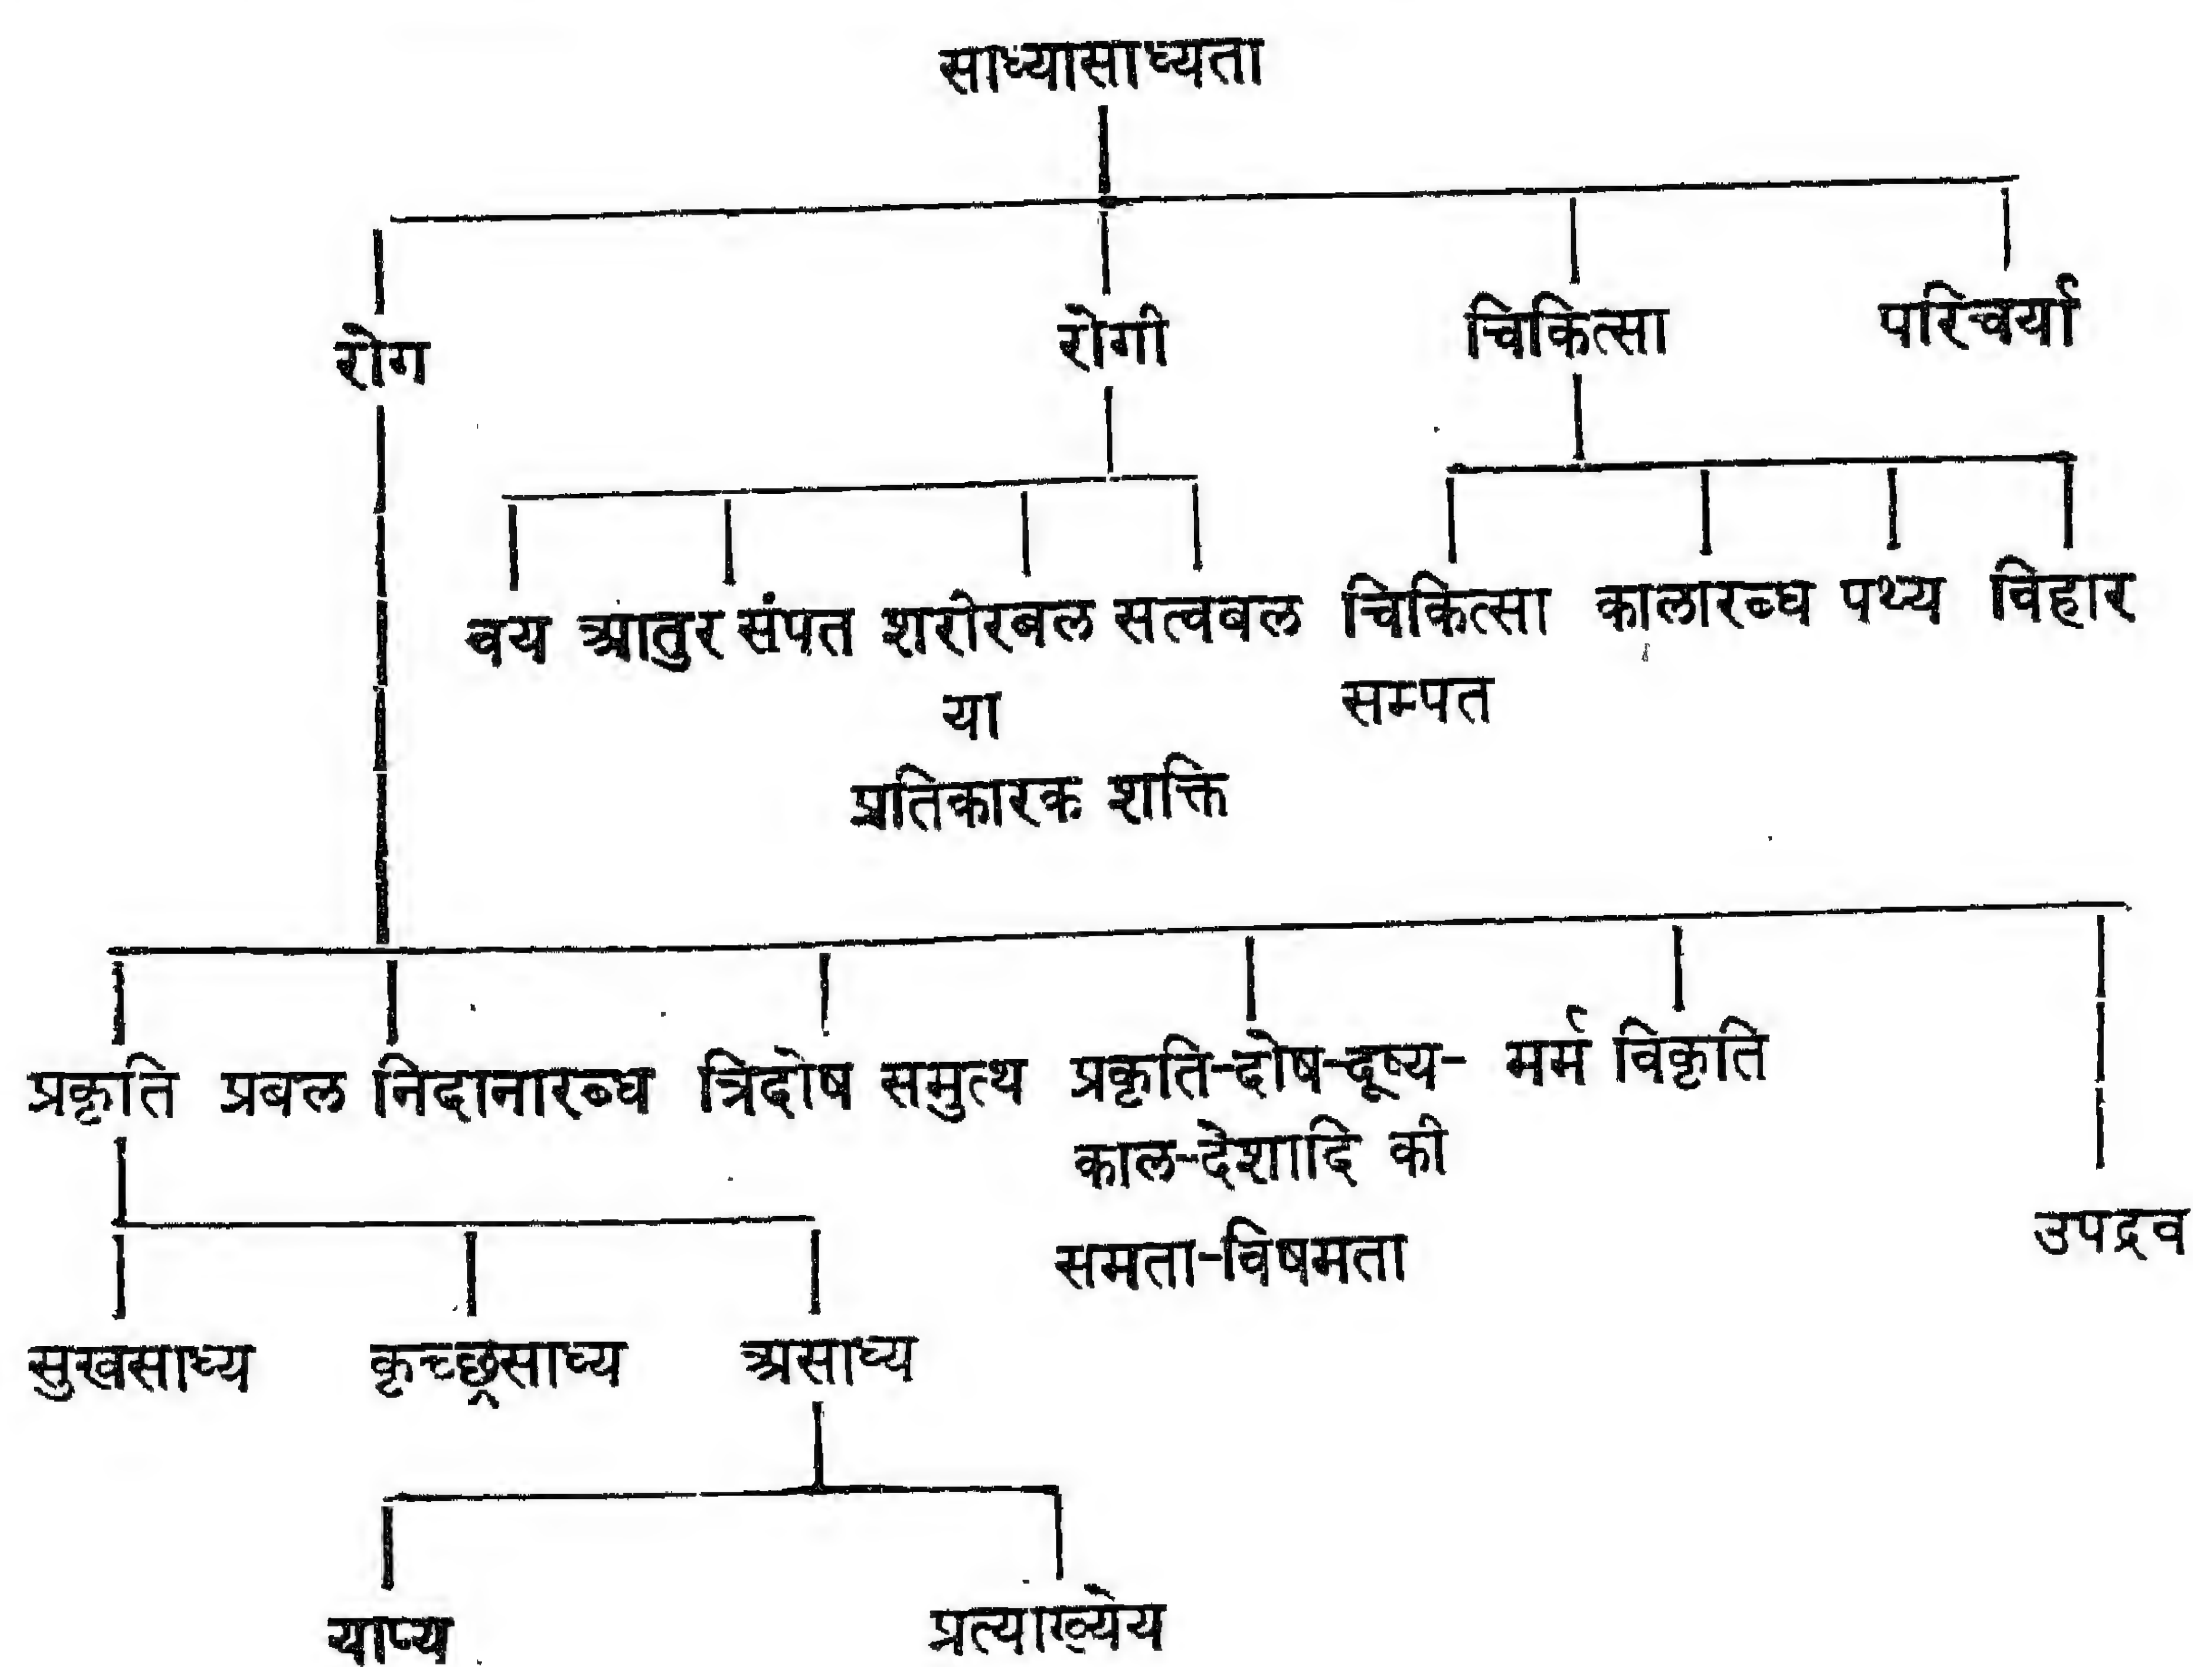 साध्यासाध्यता
रोग रोगी चिकित्सा परिचर्या
वय आतुर संपत शरीरबल सत्वबल चिकित्सा कालारब्ध पथ्य विहार
या सम्पत
प्रतिकारक शक्ति
प्रकृति प्रबल निदानारब्ध त्रिदोष समुत्थ प्रकृति-दोष-दूष्य- मर्म विकृति
काल-देशादि की
समता-विषमता उपद्रव
सुखसाध्य कृच्छ्रसाध्य असाध्य
याप्य प्रत्याख्येय